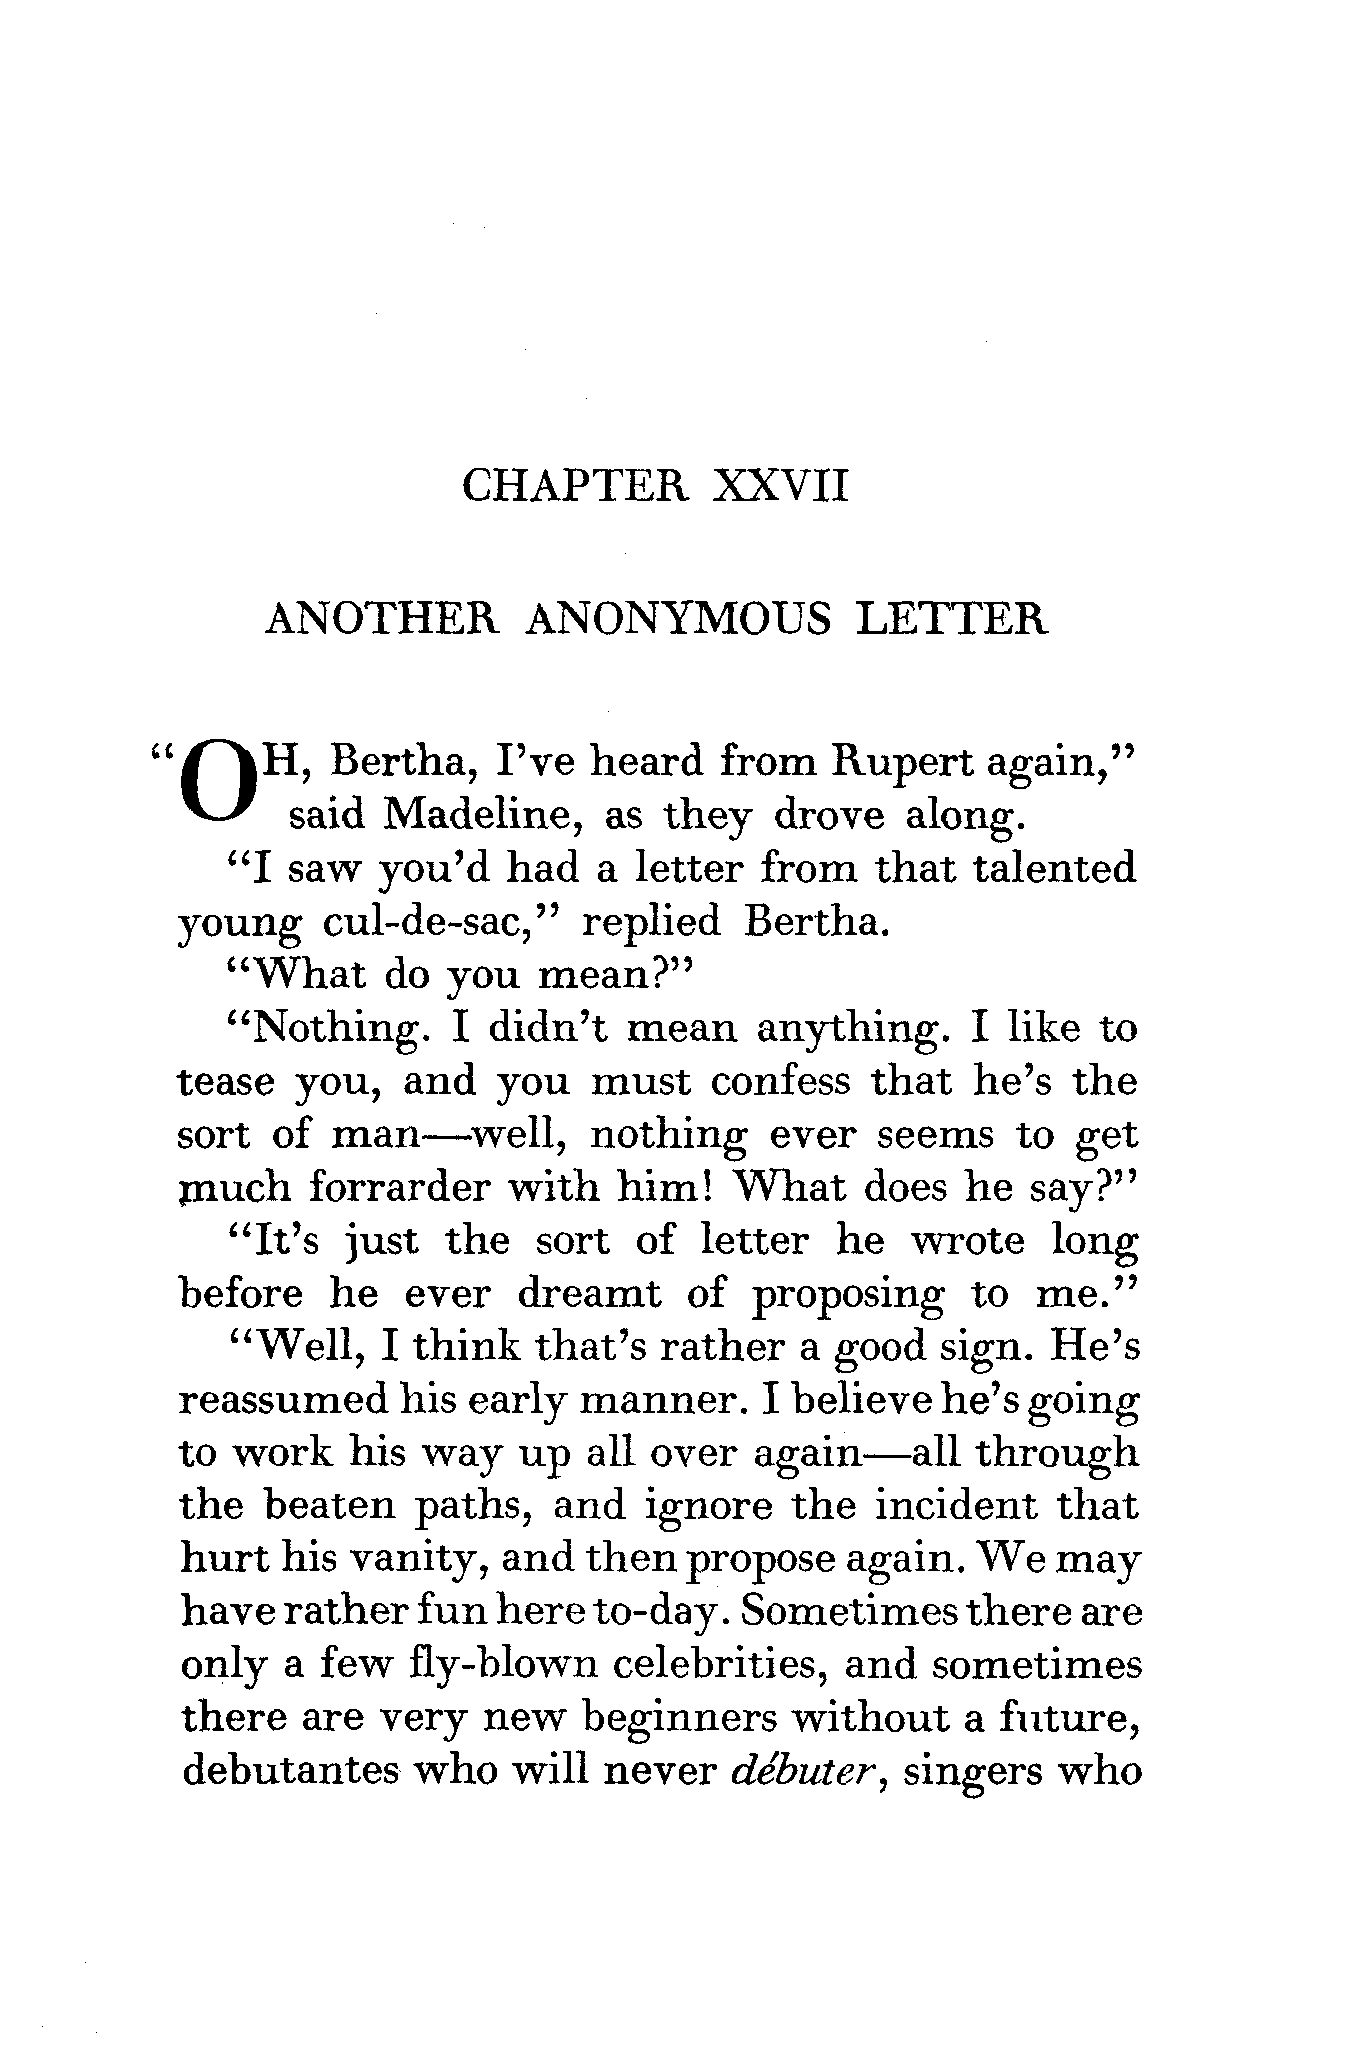 CHAPTER XXVII
ANOTHER ANONYMOUS LETTER
“OH, Bertha, I’ve heard from Rupert again,”
said Madeline, as they drove along.
“I saw you’d had a letter from that talented
young cul-de-sac,” replied Bertha.
“What do you mean?”
“Nothing. I didn’t mean anything. I like to
tease you, and you must confess that he’s the
sort of man—well, nothing ever seems to get
much forrarder with him! What does he say?”
“It’s just the sort of letter he wrote long
before he ever dreamt of proposing to me.”
“Well, I think that’s rather a good sign. He’s
reassumed his early manner. I believe he’s going
to work his way up all over again—all through
the beaten paths, and ignore the incident that
hurt his vanity, and then propose again. We may
have rather fun here to-day. Sometimes there are
only a few fly-blown celebrities, and sometimes
there are very new beginners without a future,
debutantes who will never débuter, singers who